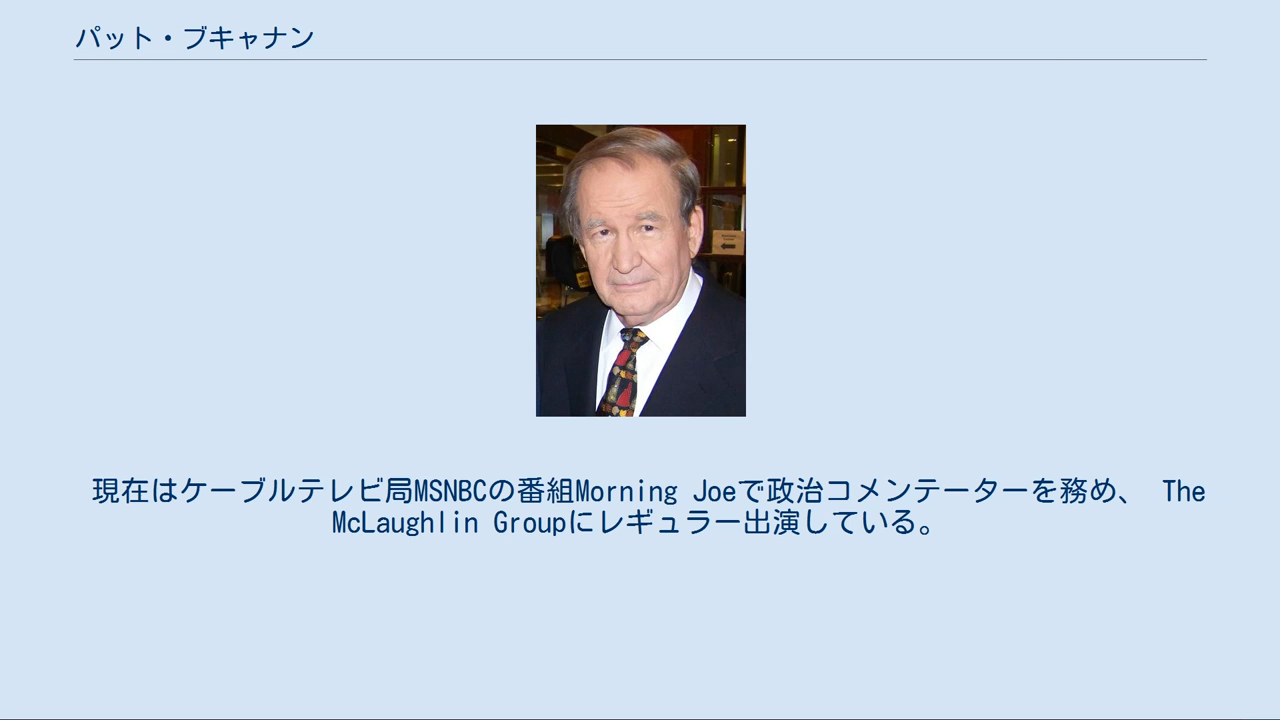 パット・ブキャナン
現在はケーブルテレビ局MSNBCの番組Morning Joeで政治コメンテーターを務め、 The
McLaughlin Groupにレギュラー出演している。